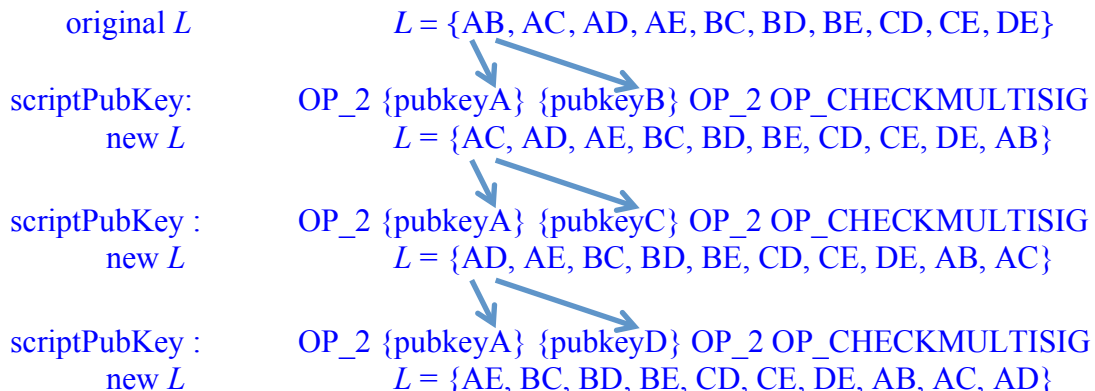 original L L = {AB, AC, AD, AE, BC, BD, BE, CD, CE, DE}
scriptPubKey: OP_2 {pubkeyA} {pubkeyB} OP_2 OP_CHECKMULTISIG
new L L = {AC, AD, AE, BC, BD, BE, CD, CE, DE, AB}
scriptPubKey : OP_2 {pubkeyA} {pubkeyC} OP_2 OP_CHECKMULTISIG
new L L = {AD, AE, BC, BD, BE, CD, CE, DE, AB, AC}
scriptPubKey : OP_2 {pubkeyA} {pubkeyD} OP_2 OP_CHECKMULTISIG
new L L = {AE, BC, BD, BE, CD, CE, DE, AB, AC, AD}